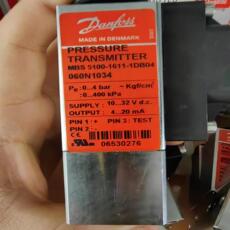 Danfoss
MADE IN DENMARK
PRESSURE
TRANSMITTER
MBS 5100-1611-1DB04
060N1034
Pe : 0...4 bar ~ Kgf/cm²
: 0...400 kPa
SUPPLY : 10...32 V d.c.
OUTPUT : 4...20 mA
PIN 1 : + PIN 3 : TEST
PIN 2 : -
06530276